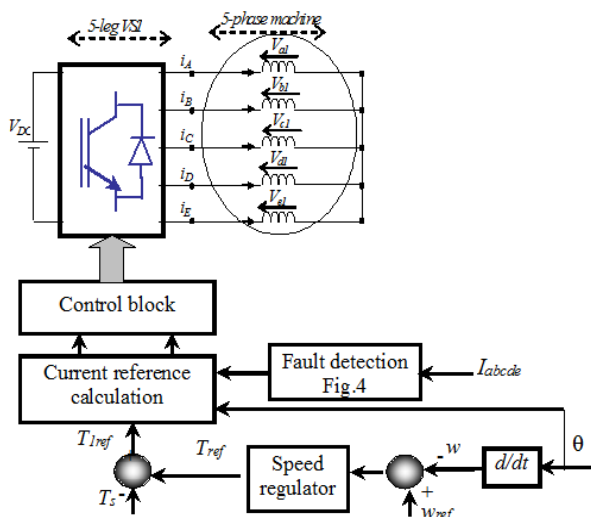 5-leg VSI
5-phase machine
V_DC
i_A
V_a1
i_B
V_b1
i_C
V_c1
i_D
V_d1
i_E
V_e1
Control block
Current reference
calculation
Fault detection
Fig.4
I_abcde
T_1ref
T_ref
Speed
regulator
-w
d/dt
θ
T_s-
+
w_ref